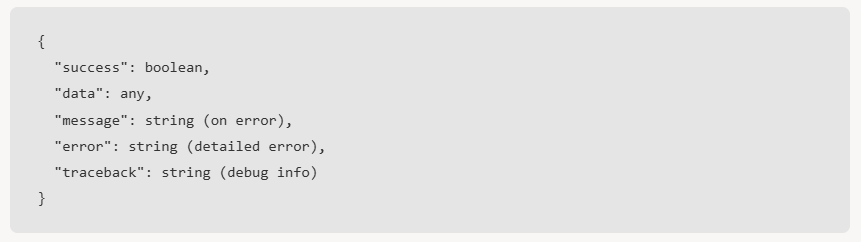 {
  "success": boolean,
  "data": any,
  "message": string (on error),
  "error": string (detailed error),
  "traceback": string (debug info)
}